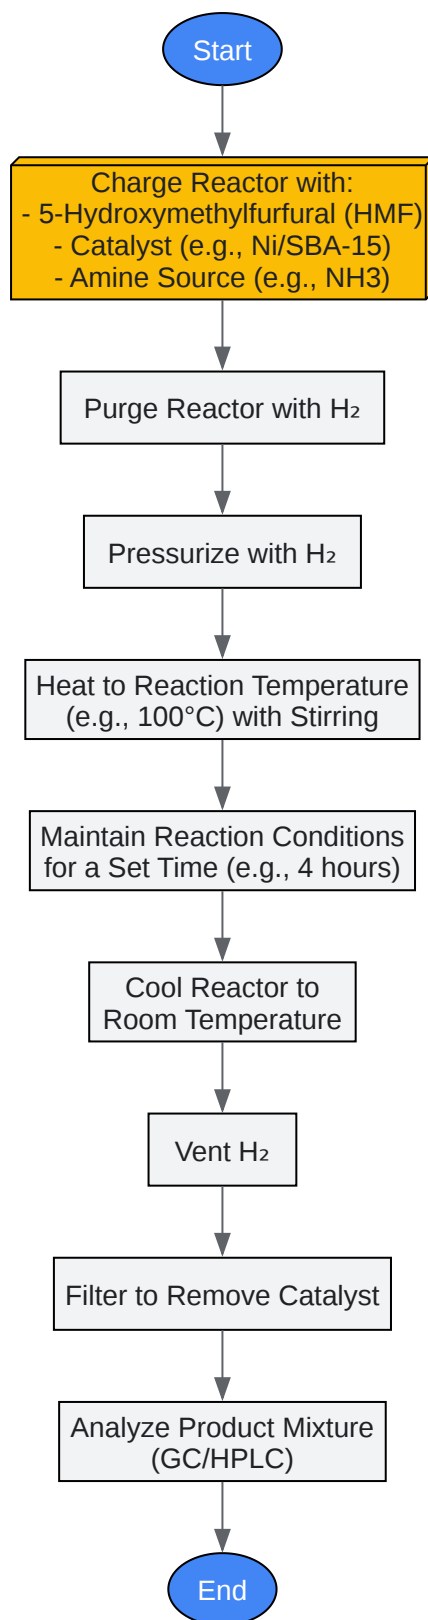 Start
Charge Reactor with:
- 5-Hydroxymethylfurfural (HMF)
- Catalyst (e.g., Ni/SBA-15)
- Amine Source (e.g., NH3)
Purge Reactor with H₂
Pressurize with H₂
Heat to Reaction Temperature
(e.g., 100°C) with Stirring
Maintain Reaction Conditions
for a Set Time (e.g., 4 hours)
Cool Reactor to
Room Temperature
Vent H₂
Filter to Remove Catalyst
Analyze Product Mixture
(GC/HPLC)
End